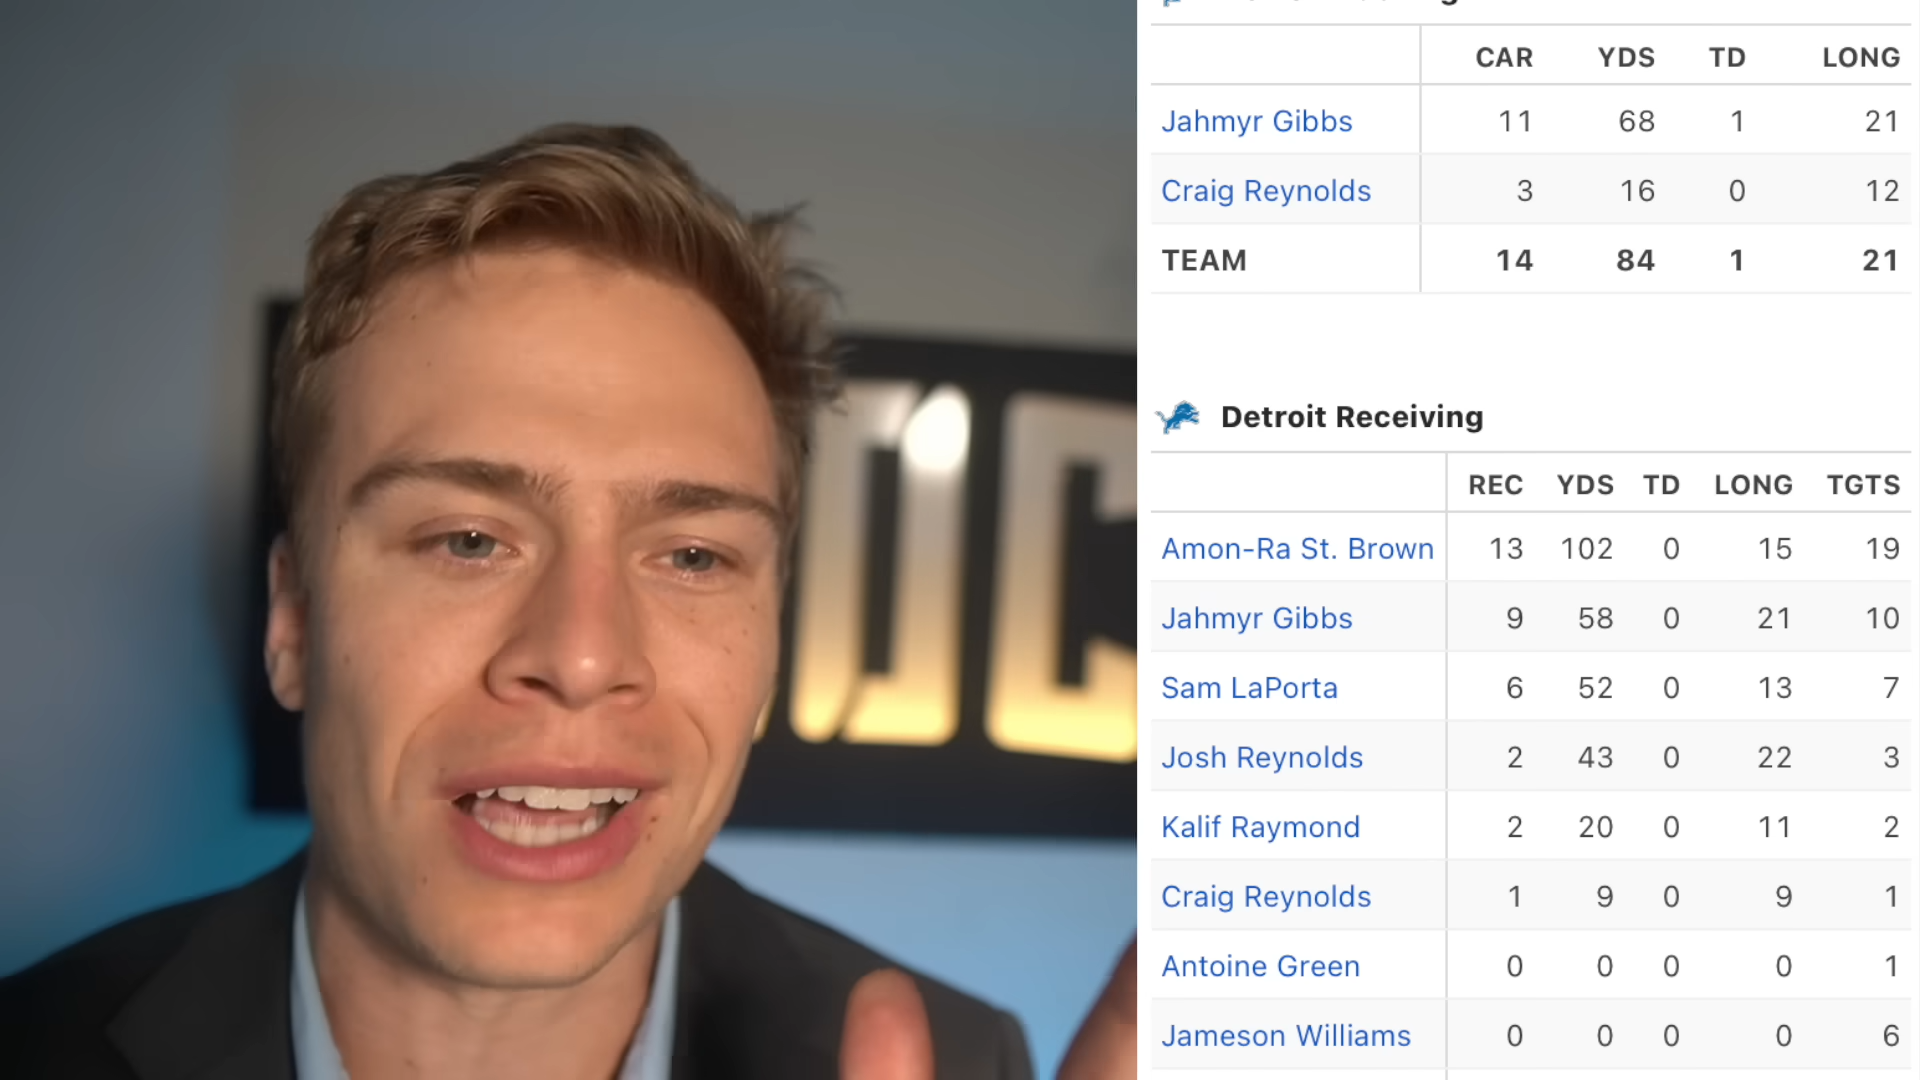 CAR YDS TD LONG
Jahmyr Gibbs 11 68 1 21
Craig Reynolds 3 16 0 12
TEAM 14 84 1 21
Detroit Receiving
REC YDS TD LONG TGTS
Amon-Ra St. Brown 13 102 0 15 19
Jahmyr Gibbs 9 58 0 21 10
Sam LaPorta 6 52 0 13 7
Josh Reynolds 2 43 0 22 3
Kalif Raymond 2 20 0 11 2
Craig Reynolds 1 9 0 9 1
Antoine Green 0 0 0 0 1
Jameson Williams 0 0 0 0 6